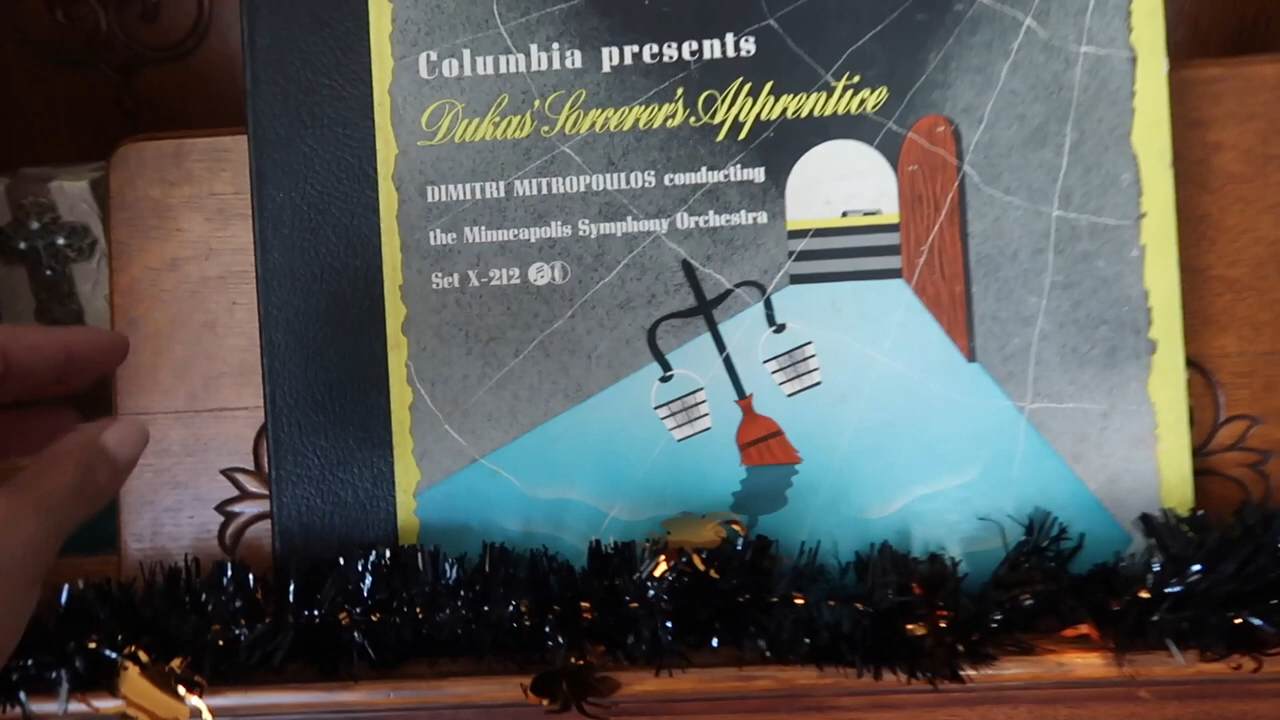 Columbia presents
Dukas' Sorcerer's Apprentice
DIMITRI MITROPOULOS conducting
the Minneapolis Symphony Orchestra
Set X-212